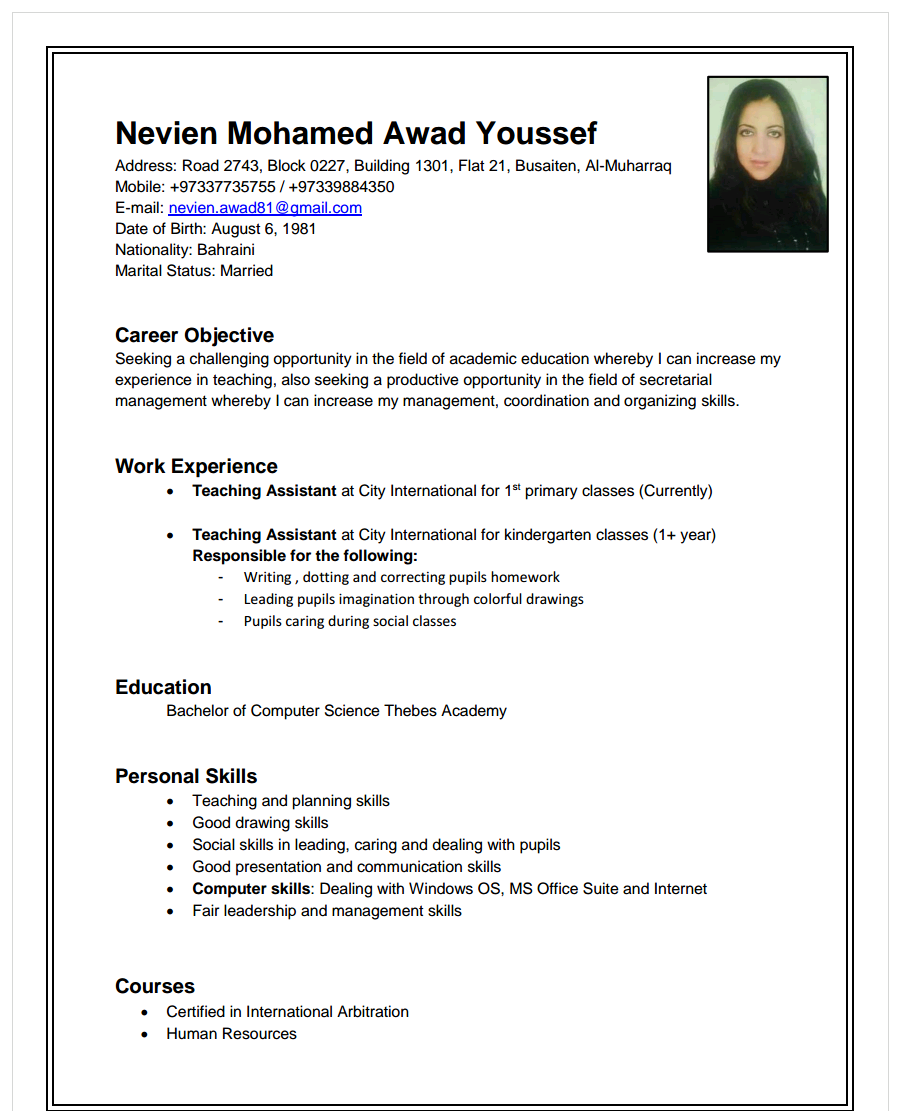 Nevien Mohamed Awad Youssef
Address: Road 2743, Block 0227, Building 1301, Flat 21, Busaiten, Al-Muharraq
Mobile: +97337735755 / +97339884350
E-mail: nevien.awad81@gmail.com
Date of Birth: August 6, 1981
Nationality: Bahraini
Marital Status: Married
Career Objective
Seeking a challenging opportunity in the field of academic education whereby I can increase my
experience in teaching, also seeking a productive opportunity in the field of secretarial
management whereby I can increase my management, coordination and organizing skills.
Work Experience
• Teaching Assistant at City International for 1st primary classes (Currently)
• Teaching Assistant at City International for kindergarten classes (1+ year)
Responsible for the following:
- Writing , dotting and correcting pupils homework
- Leading pupils imagination through colorful drawings
- Pupils caring during social classes
Education
Bachelor of Computer Science Thebes Academy
Personal Skills
• Teaching and planning skills
• Good drawing skills
• Social skills in leading, caring and dealing with pupils
• Good presentation and communication skills
• Computer skills: Dealing with Windows OS, MS Office Suite and Internet
• Fair leadership and management skills
Courses
• Certified in International Arbitration
• Human Resources